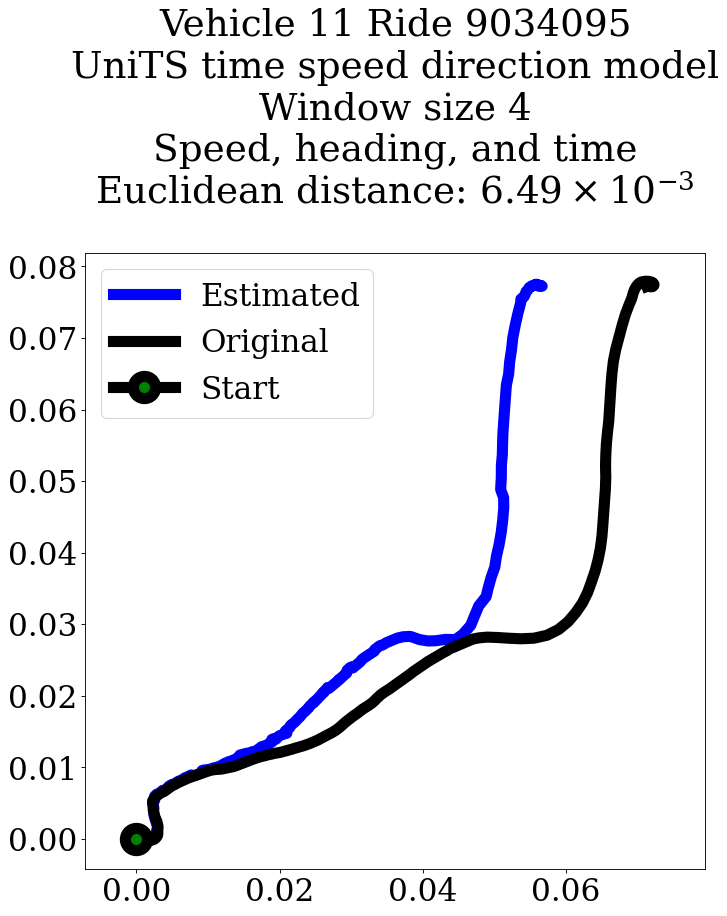 Vehicle 11 Ride 9034095
UniTS time speed direction model
Window size 4
Speed, heading, and time
Euclidean distance: 6.49 × 10⁻³
Estimated
Original
Start
0.08
0.07
0.06
0.05
0.04
0.03
0.02
0.01
0.00
0.00 0.02 0.04 0.06